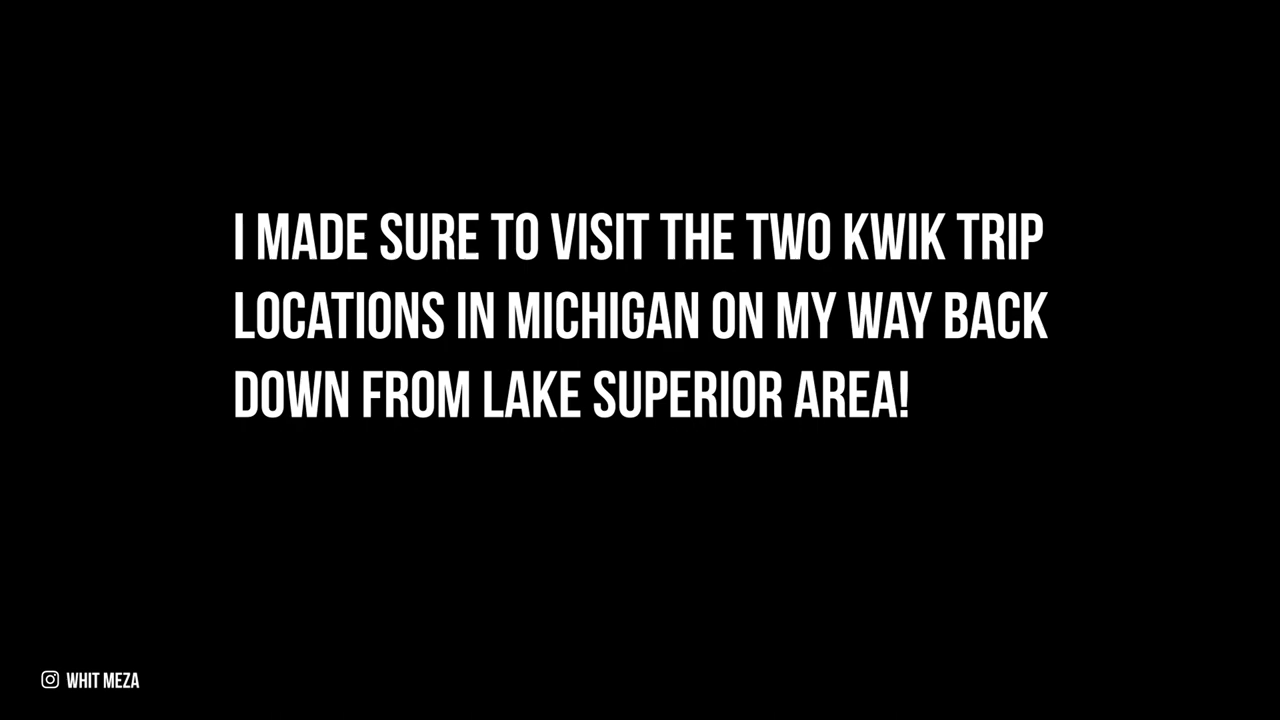 I MADE SURE TO VISIT THE TWO KWIK TRIP
LOCATIONS IN MICHIGAN ON MY WAY BACK
DOWN FROM LAKE SUPERIOR AREA!
WHIT MEZA